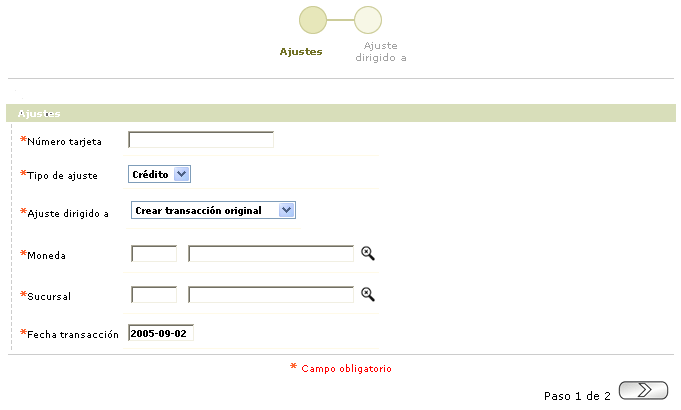 Ajustes
Ajuste
dirigido a
Ajustes
*Número tarjeta
*Tipo de ajuste Crédito
*Ajuste dirigido a Crear transacción original
*Moneda
*Sucursal
*Fecha transacción 2005-09-02
* Campo obligatorio
Paso 1 de 2